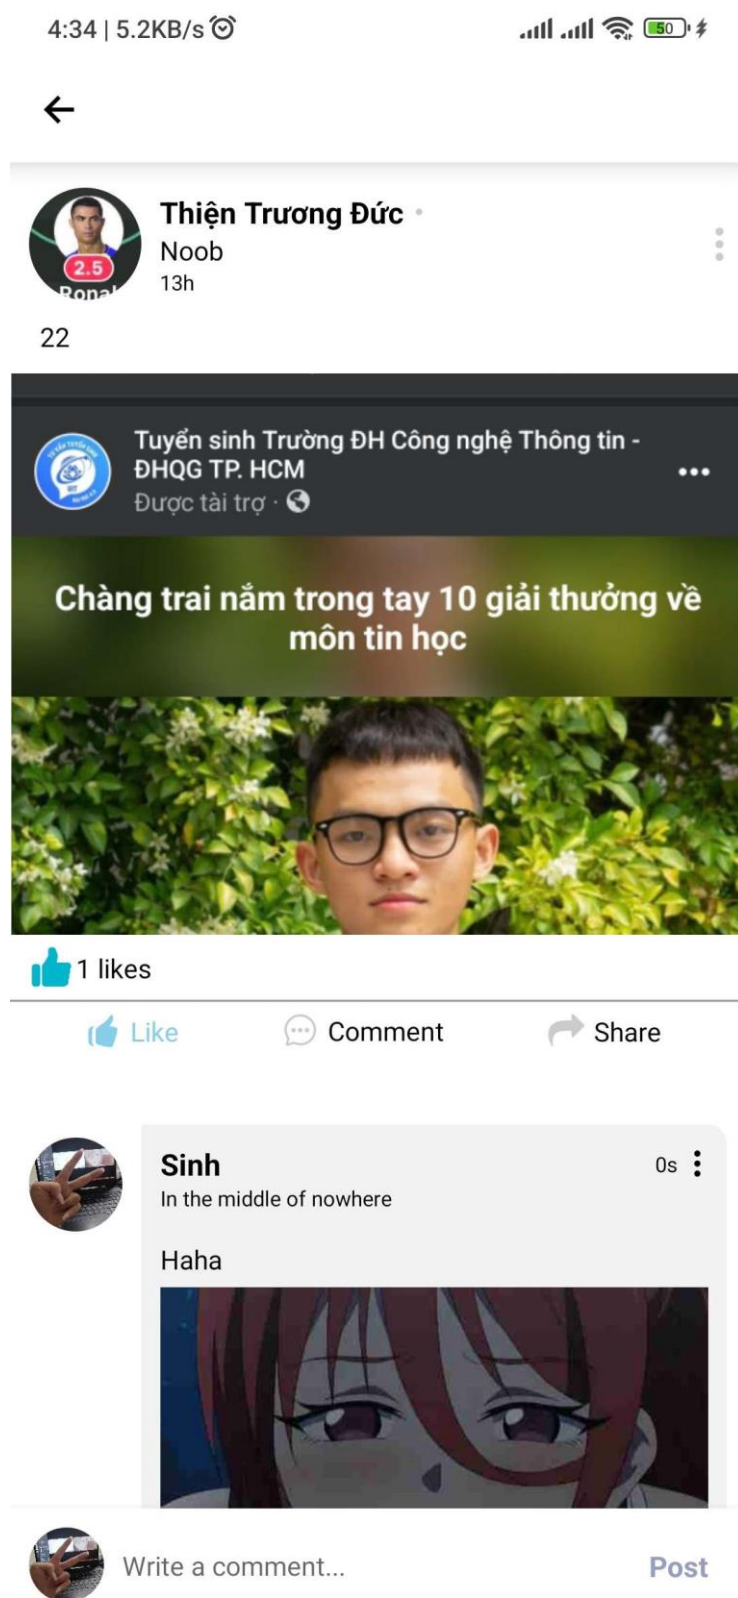 4:34 | 5.2KB/s
50
Thiện Trương Đức
Noob
13h
2.5
22
Tuyển sinh Trường ĐH Công nghệ Thông tin -
ĐHQG TP. HCM
Được tài trợ ·
Chàng trai nắm trong tay 10 giải thưởng về
môn tin học
1 likes
Like
Comment
Share
Sinh
0s
In the middle of nowhere
Haha
Write a comment...
Post